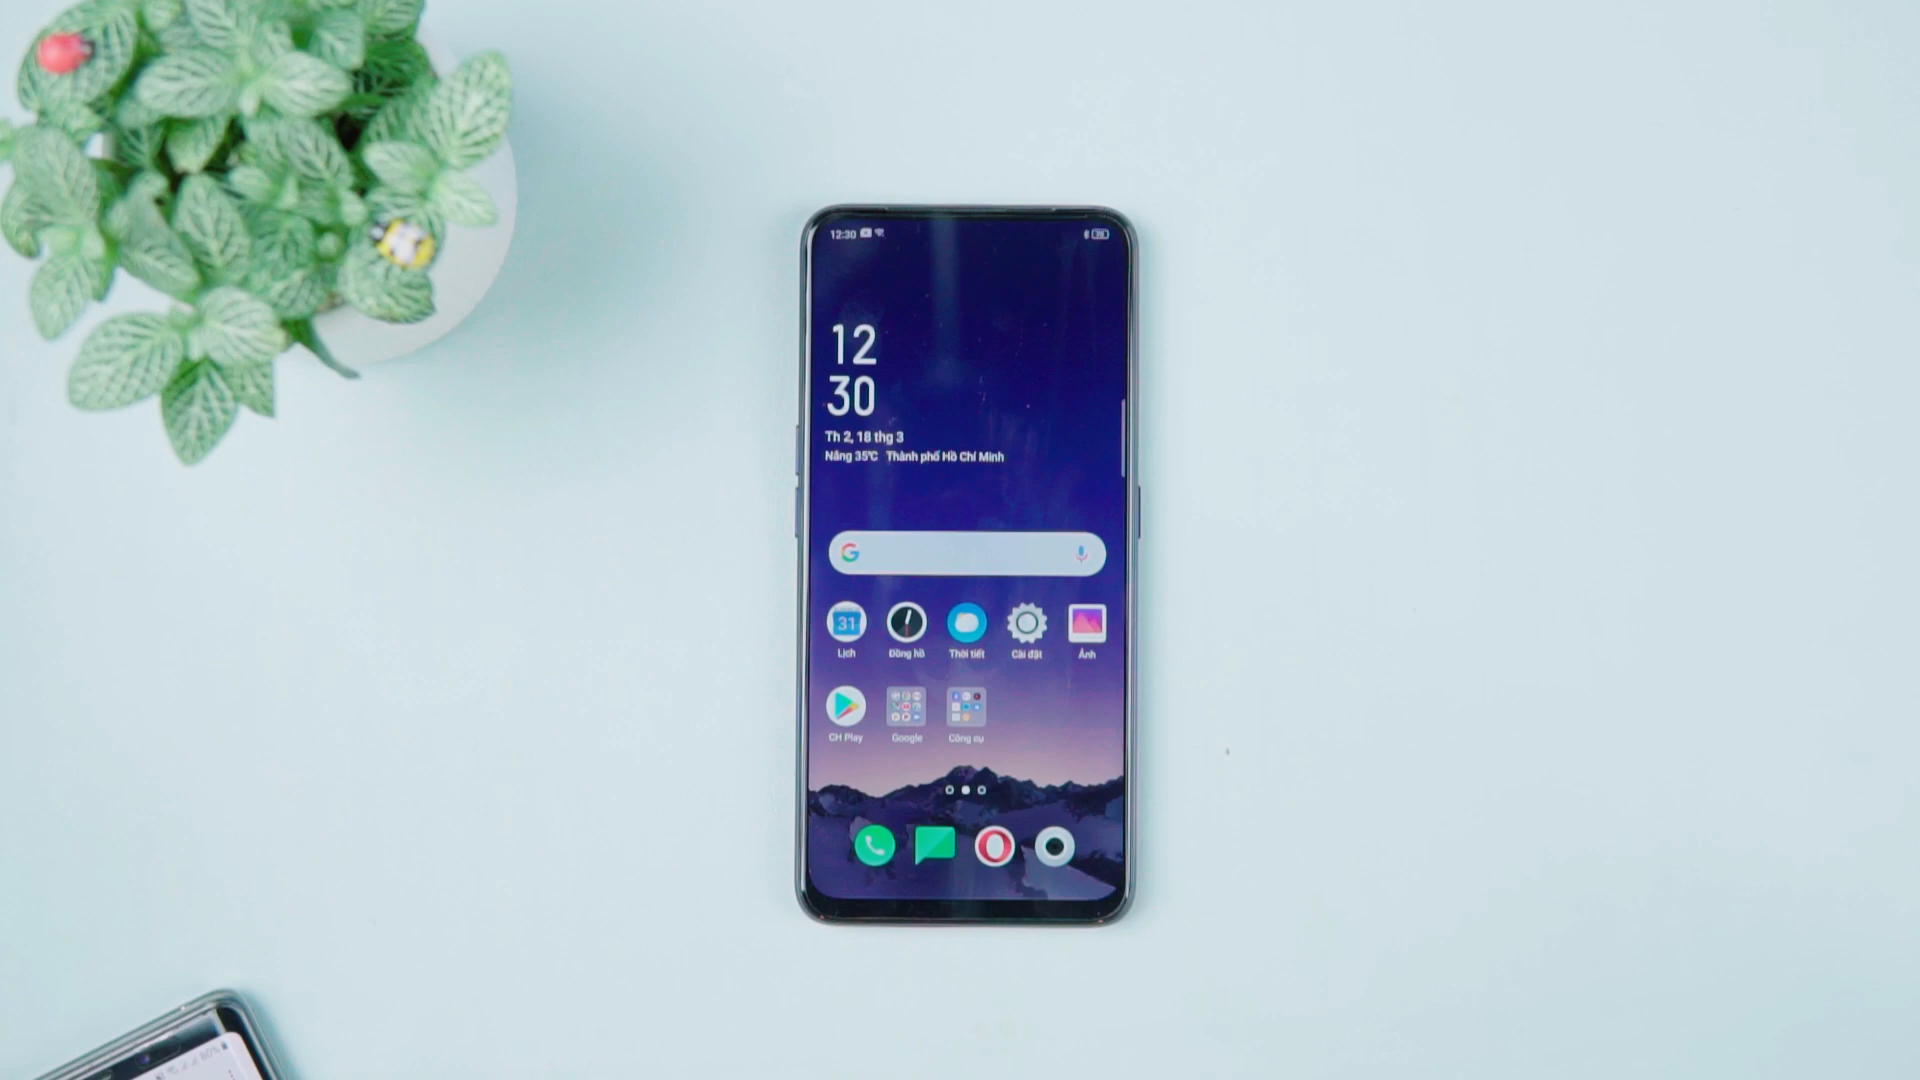 12:30
12
30
Th 2, 18 thg 3
Nắng 35°C Thành phố Hồ Chí Minh
G
31
Lịch Đồng hồ Thời tiết Cài đặt Ảnh
CH Play Google Công cụ
80%